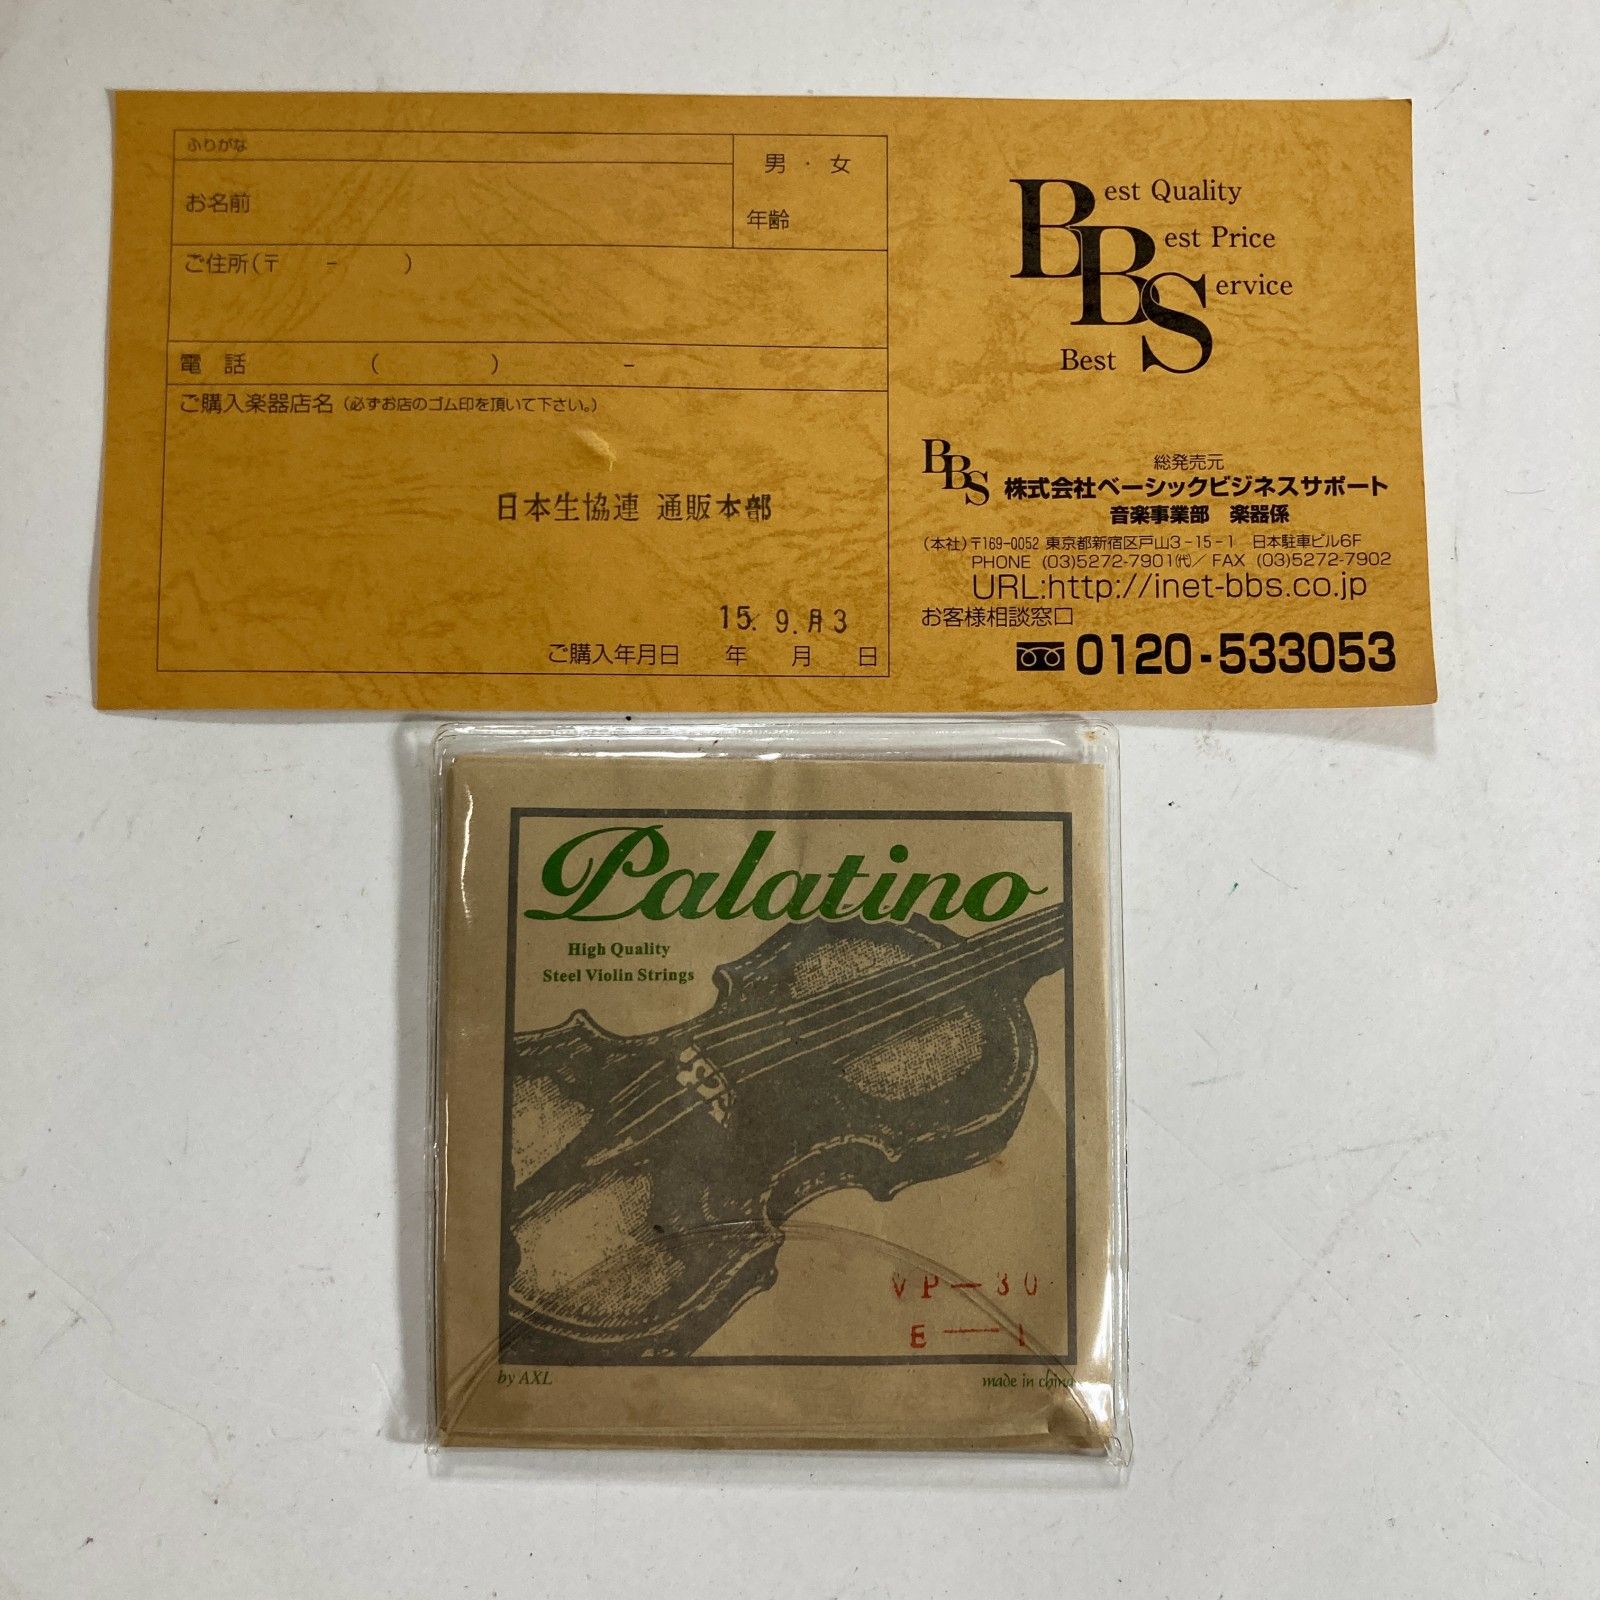 ふりがな
お名前
男 ・ 女
年齢
ご住所(〒 - )
電 話 ( ) -
ご購入楽器店名 (必ずお店のゴム印を頂いて下さい。)
日本生協連 通販本部
15. 9.月3
ご購入年月日 年 月 日
Best Quality
Best Price
Best Service
BBS
総発売元
株式会社ベーシックビジネスサポート
音楽事業部 楽器係
(本社)〒169-0052 東京都新宿区戸山3-15-1 日本駐車ビル6F
PHONE (03)5272-7901㈹/FAX (03)5272-7902
URL:http://inet-bbs.co.jp
お客様相談窓口
0120-533053
Palatino
High Quality
Steel Violin Strings
VP-30
E-1
by AXL
made in china